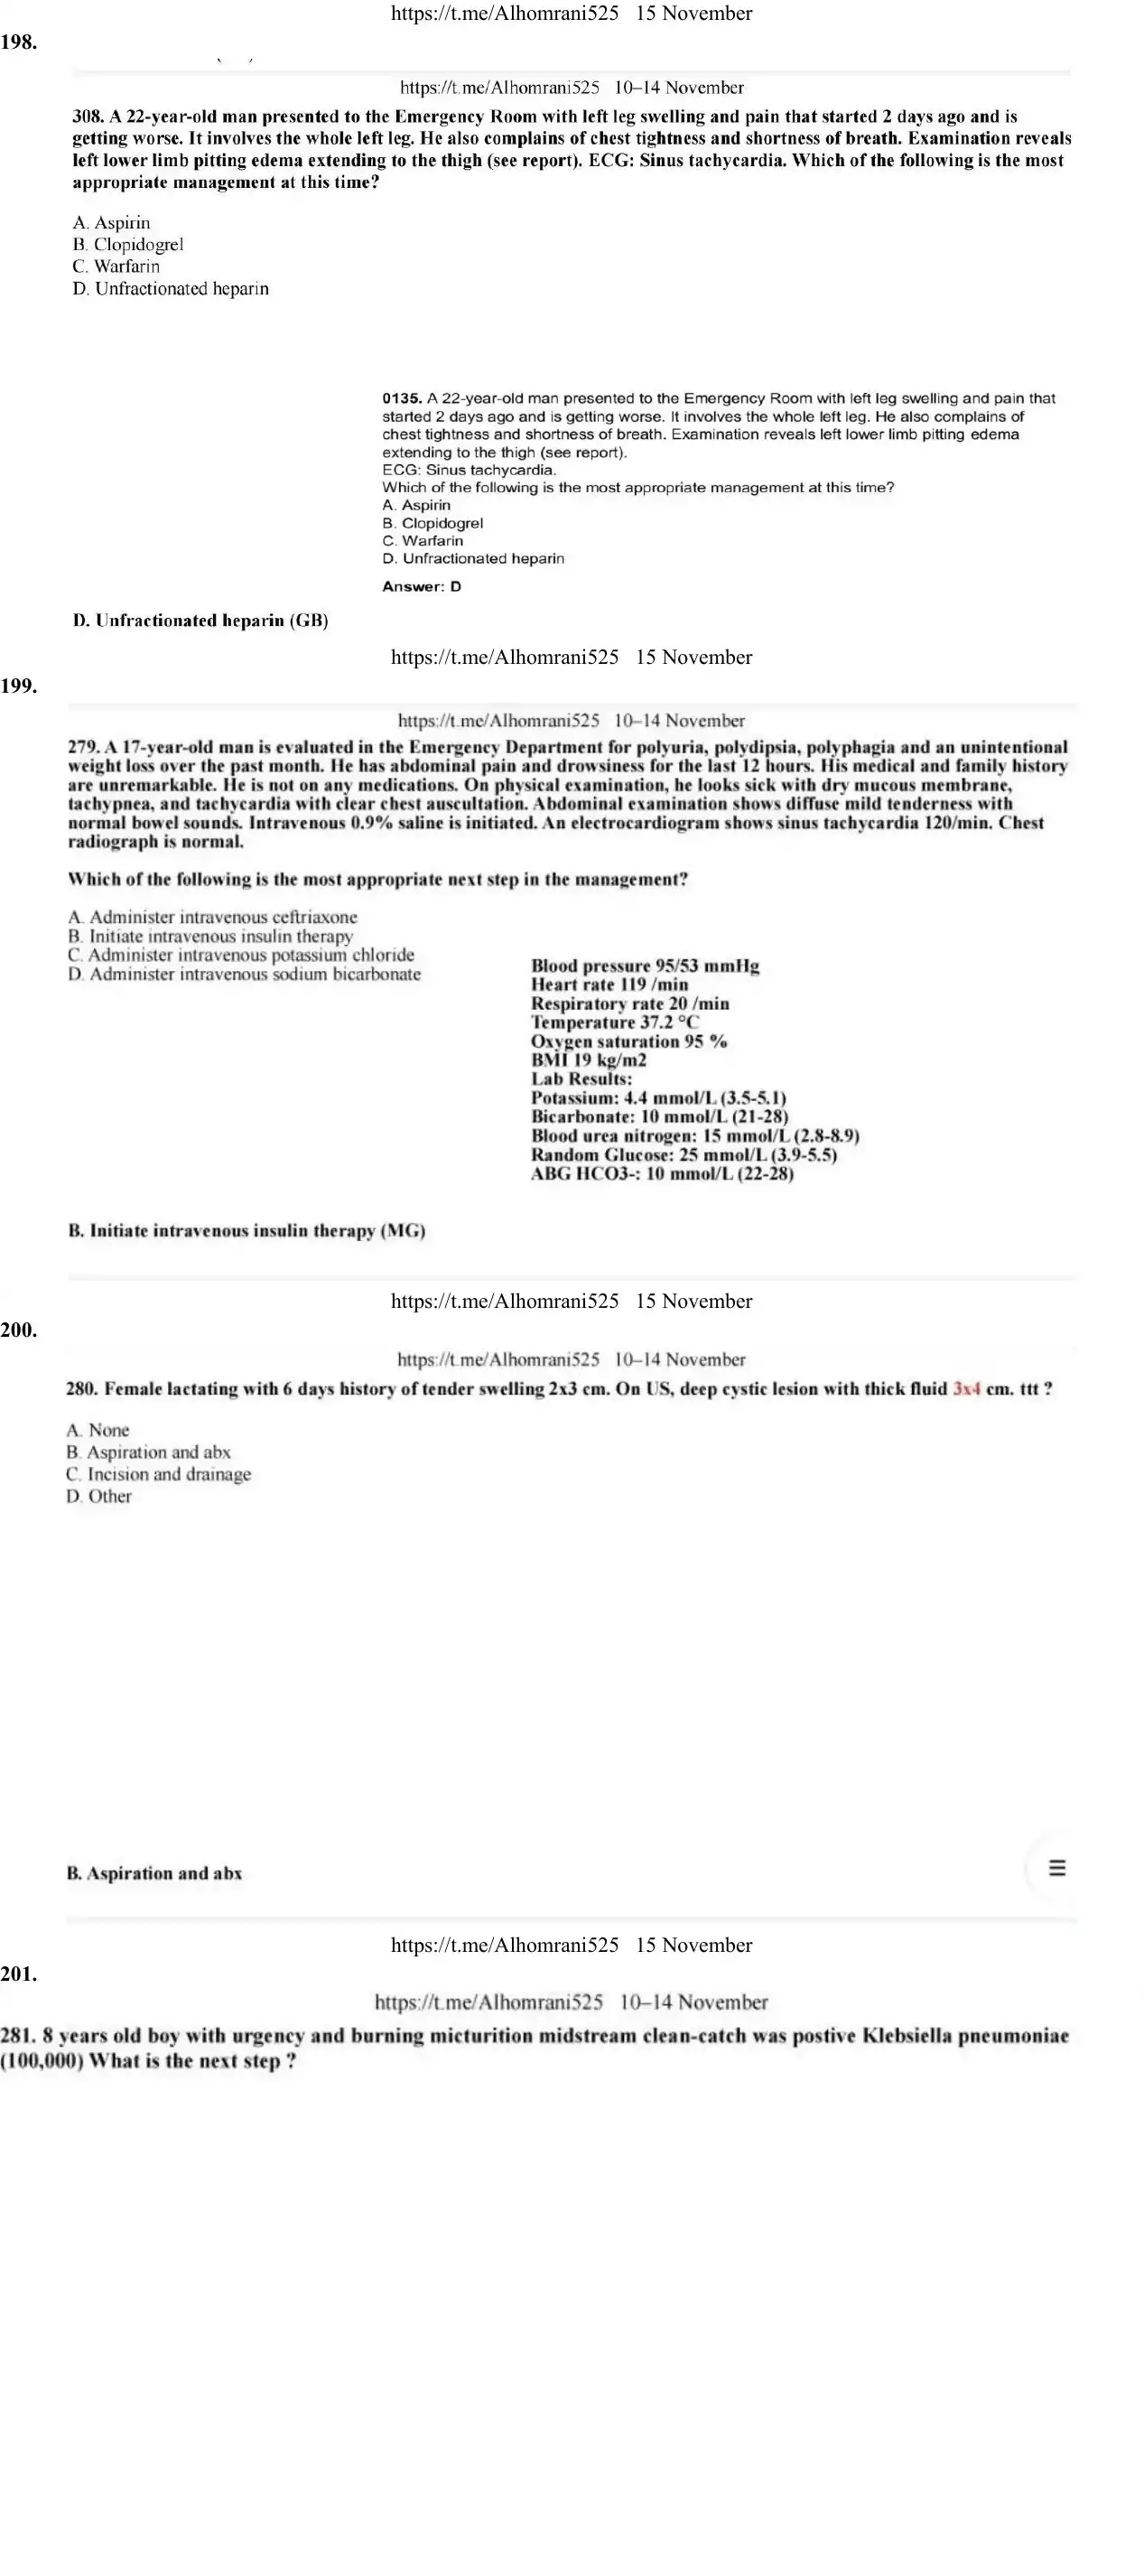 https://t.me/Alhomrani525 15 November
198.
https://t.me/Alhomrani525 10–14 November
308. A 22-year-old man presented to the Emergency Room with left leg swelling and pain that started 2 days ago and is
getting worse. It involves the whole left leg. He also complains of chest tightness and shortness of breath. Examination reveals
left lower limb pitting edema extending to the thigh (see report). ECG: Sinus tachycardia. Which of the following is the most
appropriate management at this time?
A. Aspirin
B. Clopidogrel
C. Warfarin
D. Unfractionated heparin
0135. A 22-year-old man presented to the Emergency Room with left leg swelling and pain that
started 2 days ago and is getting worse. It involves the whole left leg. He also complains of
chest tightness and shortness of breath. Examination reveals left lower limb pitting edema
extending to the thigh (see report).
ECG: Sinus tachycardia.
Which of the following is the most appropriate management at this time?
A. Aspirin
B. Clopidogrel
C. Warfarin
D. Unfractionated heparin
Answer: D
D. Unfractionated heparin (GB)
https://t.me/Alhomrani525 15 November
199.
https://t.me/Alhomrani525 10–14 November
279. A 17-year-old man is evaluated in the Emergency Department for polyuria, polydipsia, polyphagia and an unintentional
weight loss over the past month. He has abdominal pain and drowsiness for the last 12 hours. His medical and family history
are unremarkable. He is not on any medications. On physical examination, he looks sick with dry mucous membrane,
tachypnea, and tachycardia with clear chest auscultation. Abdominal examination shows diffuse mild tenderness with
normal bowel sounds. Intravenous 0.9% saline is initiated. An electrocardiogram shows sinus tachycardia 120/min. Chest
radiograph is normal.
Which of the following is the most appropriate next step in the management?
A. Administer intravenous ceftriaxone
B. Initiate intravenous insulin therapy
C. Administer intravenous potassium chloride
D. Administer intravenous sodium bicarbonate
Blood pressure 95/53 mmHg
Heart rate 119 /min
Respiratory rate 20 /min
Temperature 37.2 °C
Oxygen saturation 95 %
BMI 19 kg/m2
Lab Results:
Potassium: 4.4 mmol/L (3.5-5.1)
Bicarbonate: 10 mmol/L (21-28)
Blood urea nitrogen: 15 mmol/L (2.8-8.9)
Random Glucose: 25 mmol/L (3.9-5.5)
ABG HCO3-: 10 mmol/L (22-28)
B. Initiate intravenous insulin therapy (MG)
https://t.me/Alhomrani525 15 November
200.
https://t.me/Alhomrani525 10–14 November
280. Female lactating with 6 days history of tender swelling 2x3 cm. On US, deep cystic lesion with thick fluid 3x4 cm. ttt ?
A. None
B. Aspiration and abx
C. Incision and drainage
D. Other
B. Aspiration and abx
https://t.me/Alhomrani525 15 November
201.
https://t.me/Alhomrani525 10–14 November
281. 8 years old boy with urgency and burning micturition midstream clean-catch was postive Klebsiella pneumoniae
(100,000) What is the next step ?